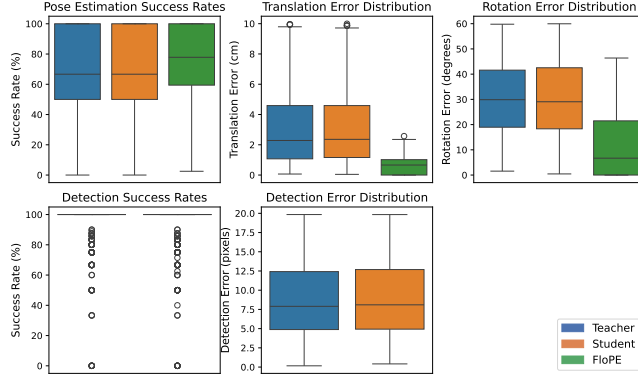 Pose Estimation Success Rates
Success Rate (%)
100
80
60
40
20
0
Translation Error Distribution
Translation Error (cm)
10
8
6
4
2
0
Rotation Error Distribution
Rotation Error (degrees)
60
50
40
30
20
10
0
Detection Success Rates
Success Rate (%)
100
80
60
40
20
0
Detection Error Distribution
Detection Error (pixels)
20.0
17.5
15.0
12.5
10.0
7.5
5.0
2.5
0.0
Teacher
Student
FloPE